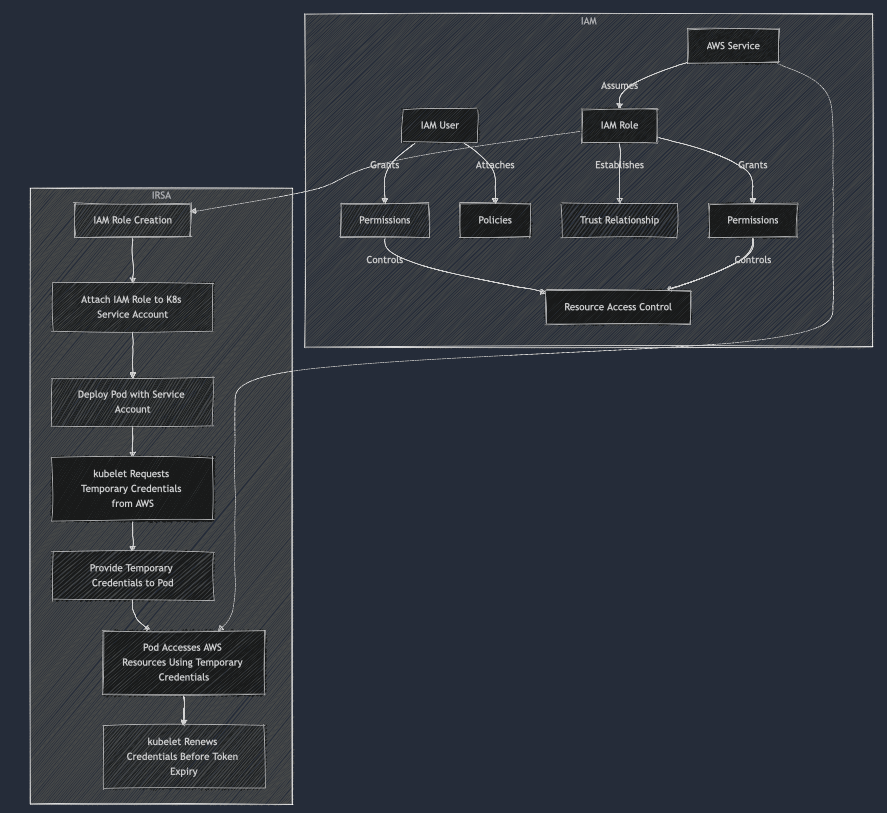 IAM
AWS Service
Assumes
IAM User
IAM Role
Grants
Attaches
Establishes
Grants
Permissions
Policies
Trust Relationship
Permissions
Controls
Controls
Resource Access Control
IRSA
IAM Role Creation
Attach IAM Role to K8s
Service Account
Deploy Pod with Service
Account
kubelet Requests
Temporary Credentials
from AWS
Provide Temporary
Credentials to Pod
Pod Accesses AWS
Resources Using Temporary
Credentials
kubelet Renews
Credentials Before Token
Expiry